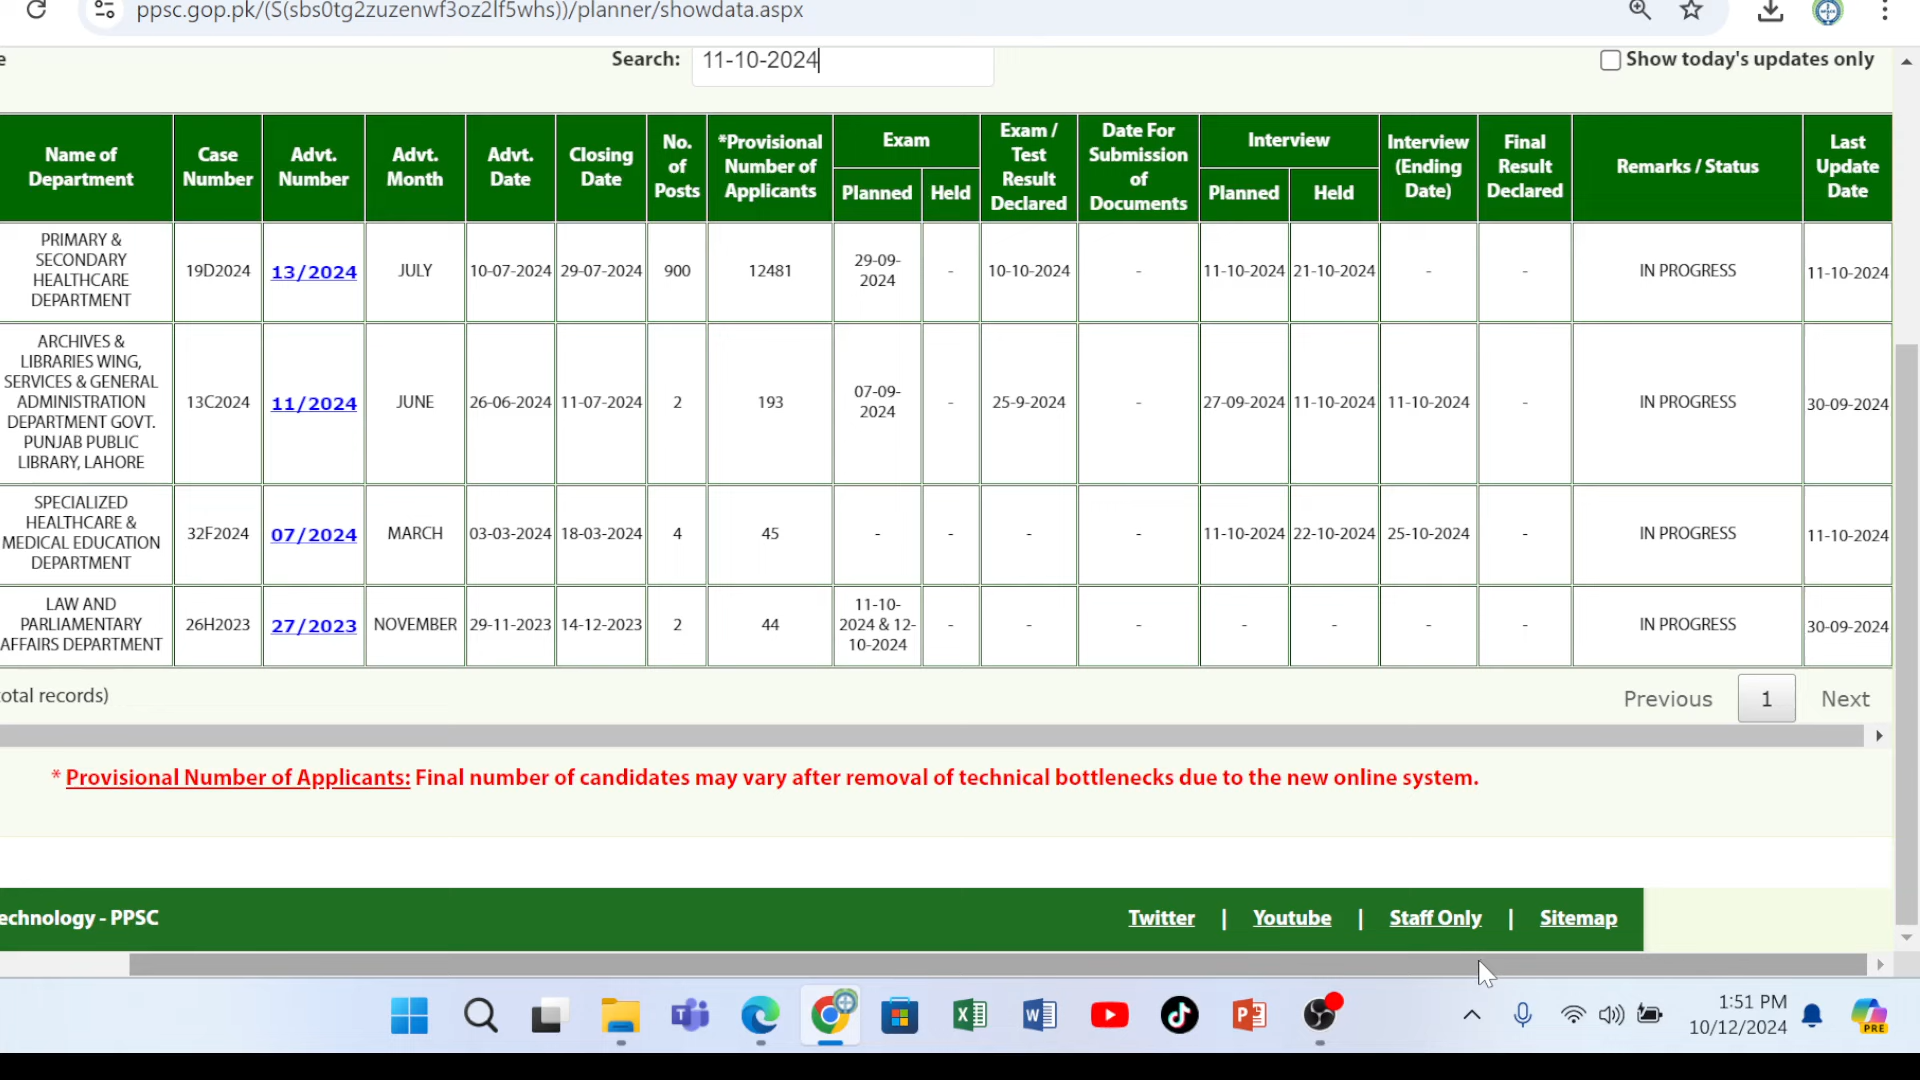 ppsc.gop.pk/(S(sbs0tg2zuzenwf3oz2lf5whs))/planner/showdata.aspx
e
Search: 11-10-2024
Show today's updates only
Name of Department
Case Number
Advt. Number
Advt. Month
Advt. Date
Closing Date
No. of Posts
*Provisional Number of Applicants
Exam
Planned
Held
Exam / Test Result Declared
Date For Submission of Documents
Interview
Planned
Held
Interview (Ending Date)
Final Result Declared
Remarks / Status
Last Update Date
PRIMARY & SECONDARY HEALTHCARE DEPARTMENT 19D2024 13/2024 JULY 10-07-2024 29-07-2024 900 12481 29-09-2024 - 10-10-2024 - 11-10-2024 21-10-2024 - - IN PROGRESS 11-10-2024
ARCHIVES & LIBRARIES WING, SERVICES & GENERAL ADMINISTRATION DEPARTMENT GOVT. PUNJAB PUBLIC LIBRARY, LAHORE 13C2024 11/2024 JUNE 26-06-2024 11-07-2024 2 193 07-09-2024 - 25-9-2024 - 27-09-2024 11-10-2024 11-10-2024 - IN PROGRESS 30-09-2024
SPECIALIZED HEALTHCARE & MEDICAL EDUCATION DEPARTMENT 32F2024 07/2024 MARCH 03-03-2024 18-03-2024 4 45 - - - - 11-10-2024 22-10-2024 25-10-2024 - IN PROGRESS 11-10-2024
LAW AND PARLIAMENTARY AFFAIRS DEPARTMENT 26H2023 27/2023 NOVEMBER 29-11-2023 14-12-2023 2 44 11-10-2024 & 12-10-2024 - - - - - - - IN PROGRESS 30-09-2024
otal records)
Previous 1 Next
* Provisional Number of Applicants: Final number of candidates may vary after removal of technical bottlenecks due to the new online system.
echnology - PPSC
Twitter | Youtube | Staff Only | Sitemap
1:51 PM
10/12/2024
PRE